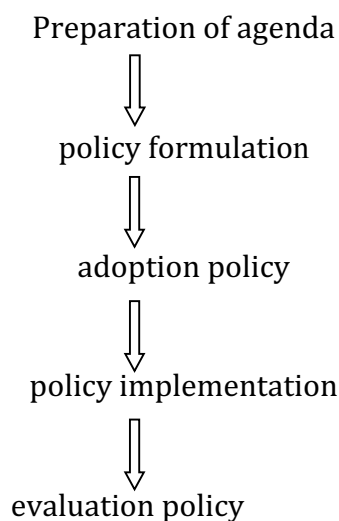 Preparation of agenda
policy formulation
adoption policy
policy implementation
evaluation policy